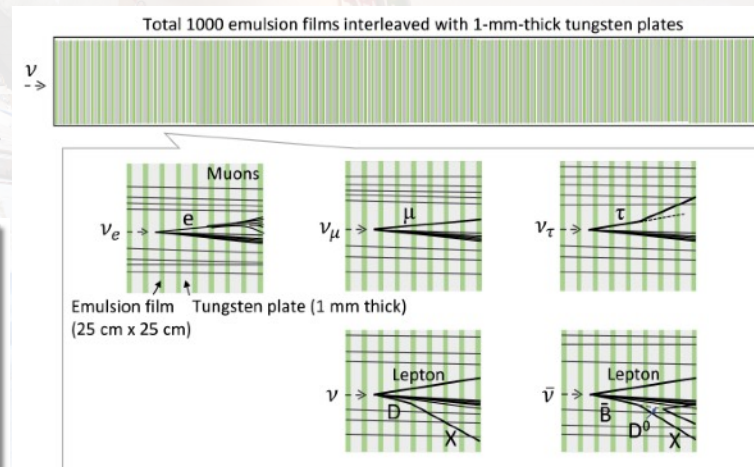 Total 1000 emulsion films interleaved with 1-mm-thick tungsten plates
ν
Muons
e
νe
μ
νμ
τ
ντ
Emulsion film
(25 cm x 25 cm)
Tungsten plate (1 mm thick)
Lepton
ν
D
X
Lepton
ν̄
B̄
D⁰
X